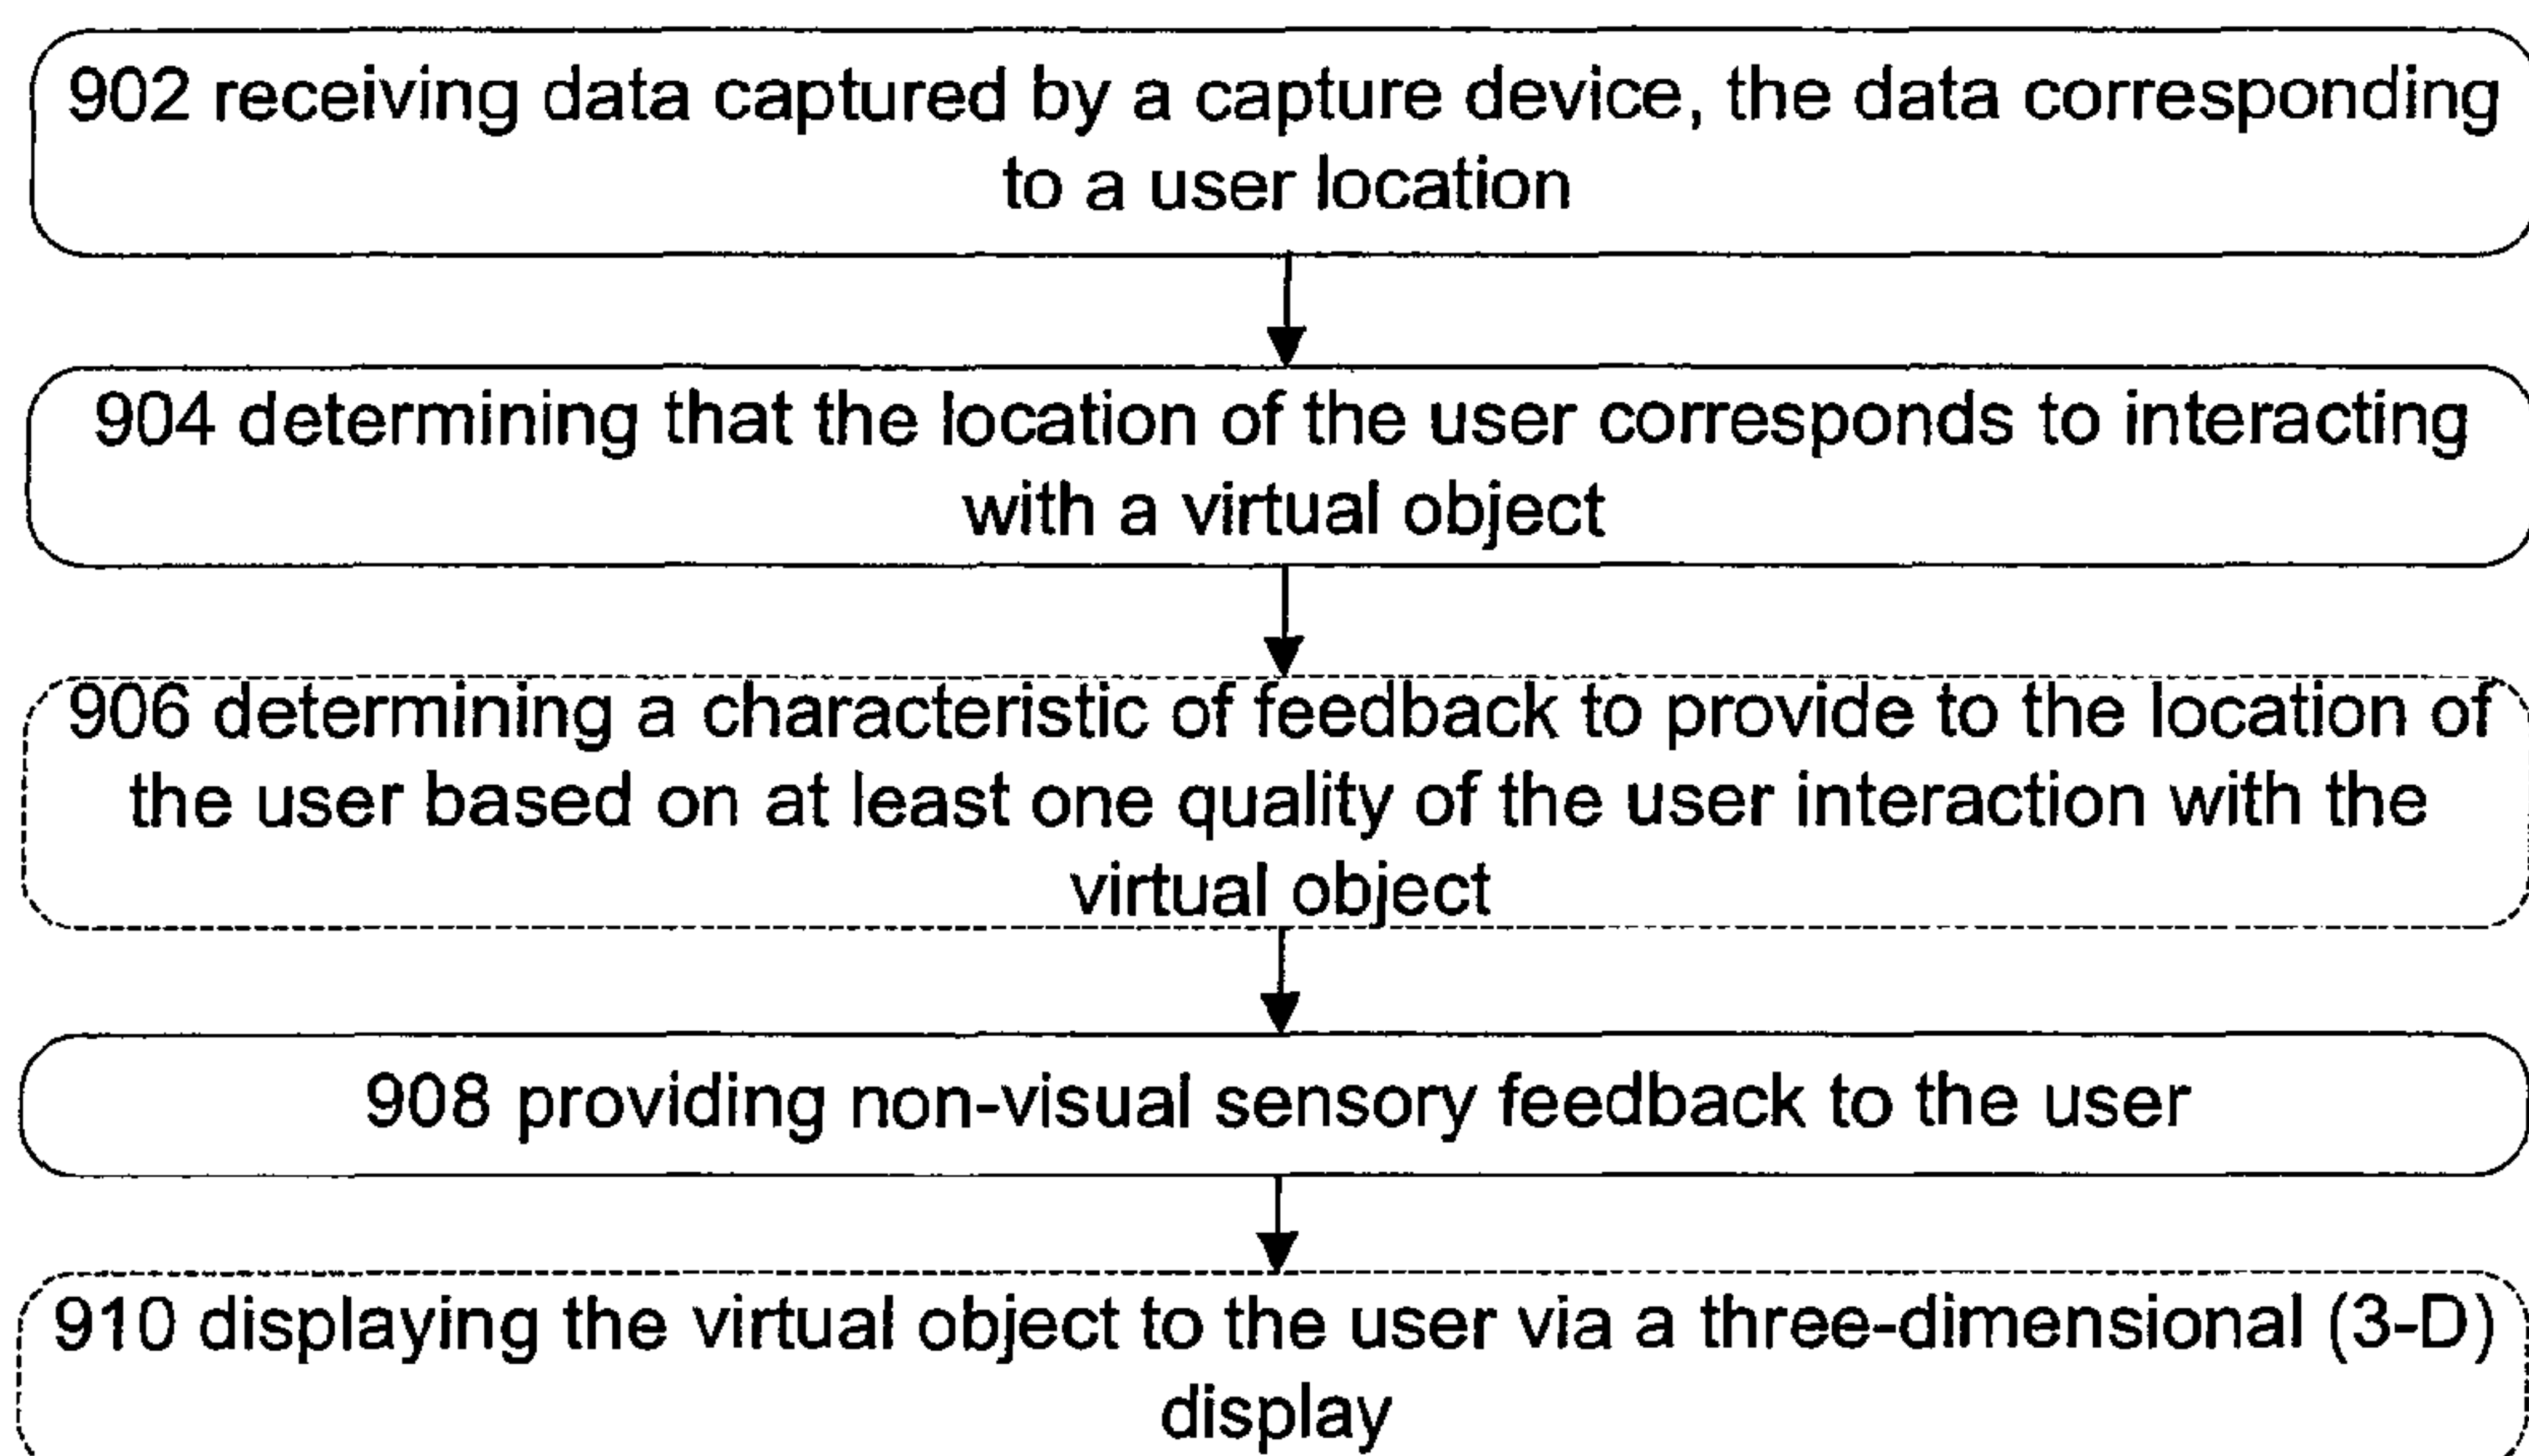 902 receiving data captured by a capture device, the data corresponding
to a user location
904 determining that the location of the user corresponds to interacting
with a virtual object
906 determining a characteristic of feedback to provide to the location of
the user based on at least one quality of the user interaction with the
virtual object
908 providing non-visual sensory feedback to the user
910 displaying the virtual object to the user via a three-dimensional (3-D)
display